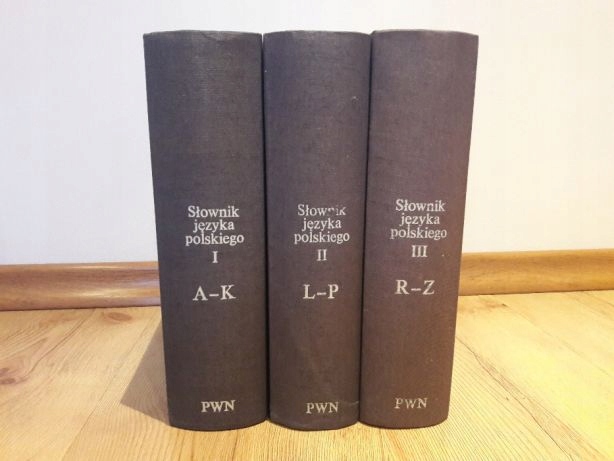 Słownik
języka
polskiego
I
A–K
PWN
Słownik
języka
polskiego
II
L–P
PWN
Słownik
języka
polskiego
III
R–Z
PWN